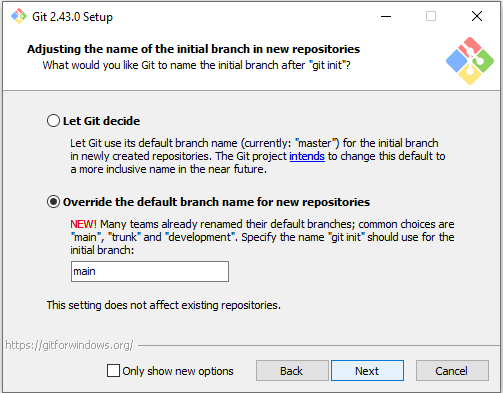 Git 2.43.0 Setup
Adjusting the name of the initial branch in new repositories
What would you like Git to name the initial branch after "git init"?
Let Git decide
Let Git use its default branch name (currently: "master") for the initial branch
in newly created repositories. The Git project intends to change this default to
a more inclusive name in the near future.
Override the default branch name for new repositories
NEW! Many teams already renamed their default branches; common choices are
"main", "trunk" and "development". Specify the name "git init" should use for the
initial branch:
main
This setting does not affect existing repositories.
https://gitforwindows.org/
Only show new options
Back
Next
Cancel